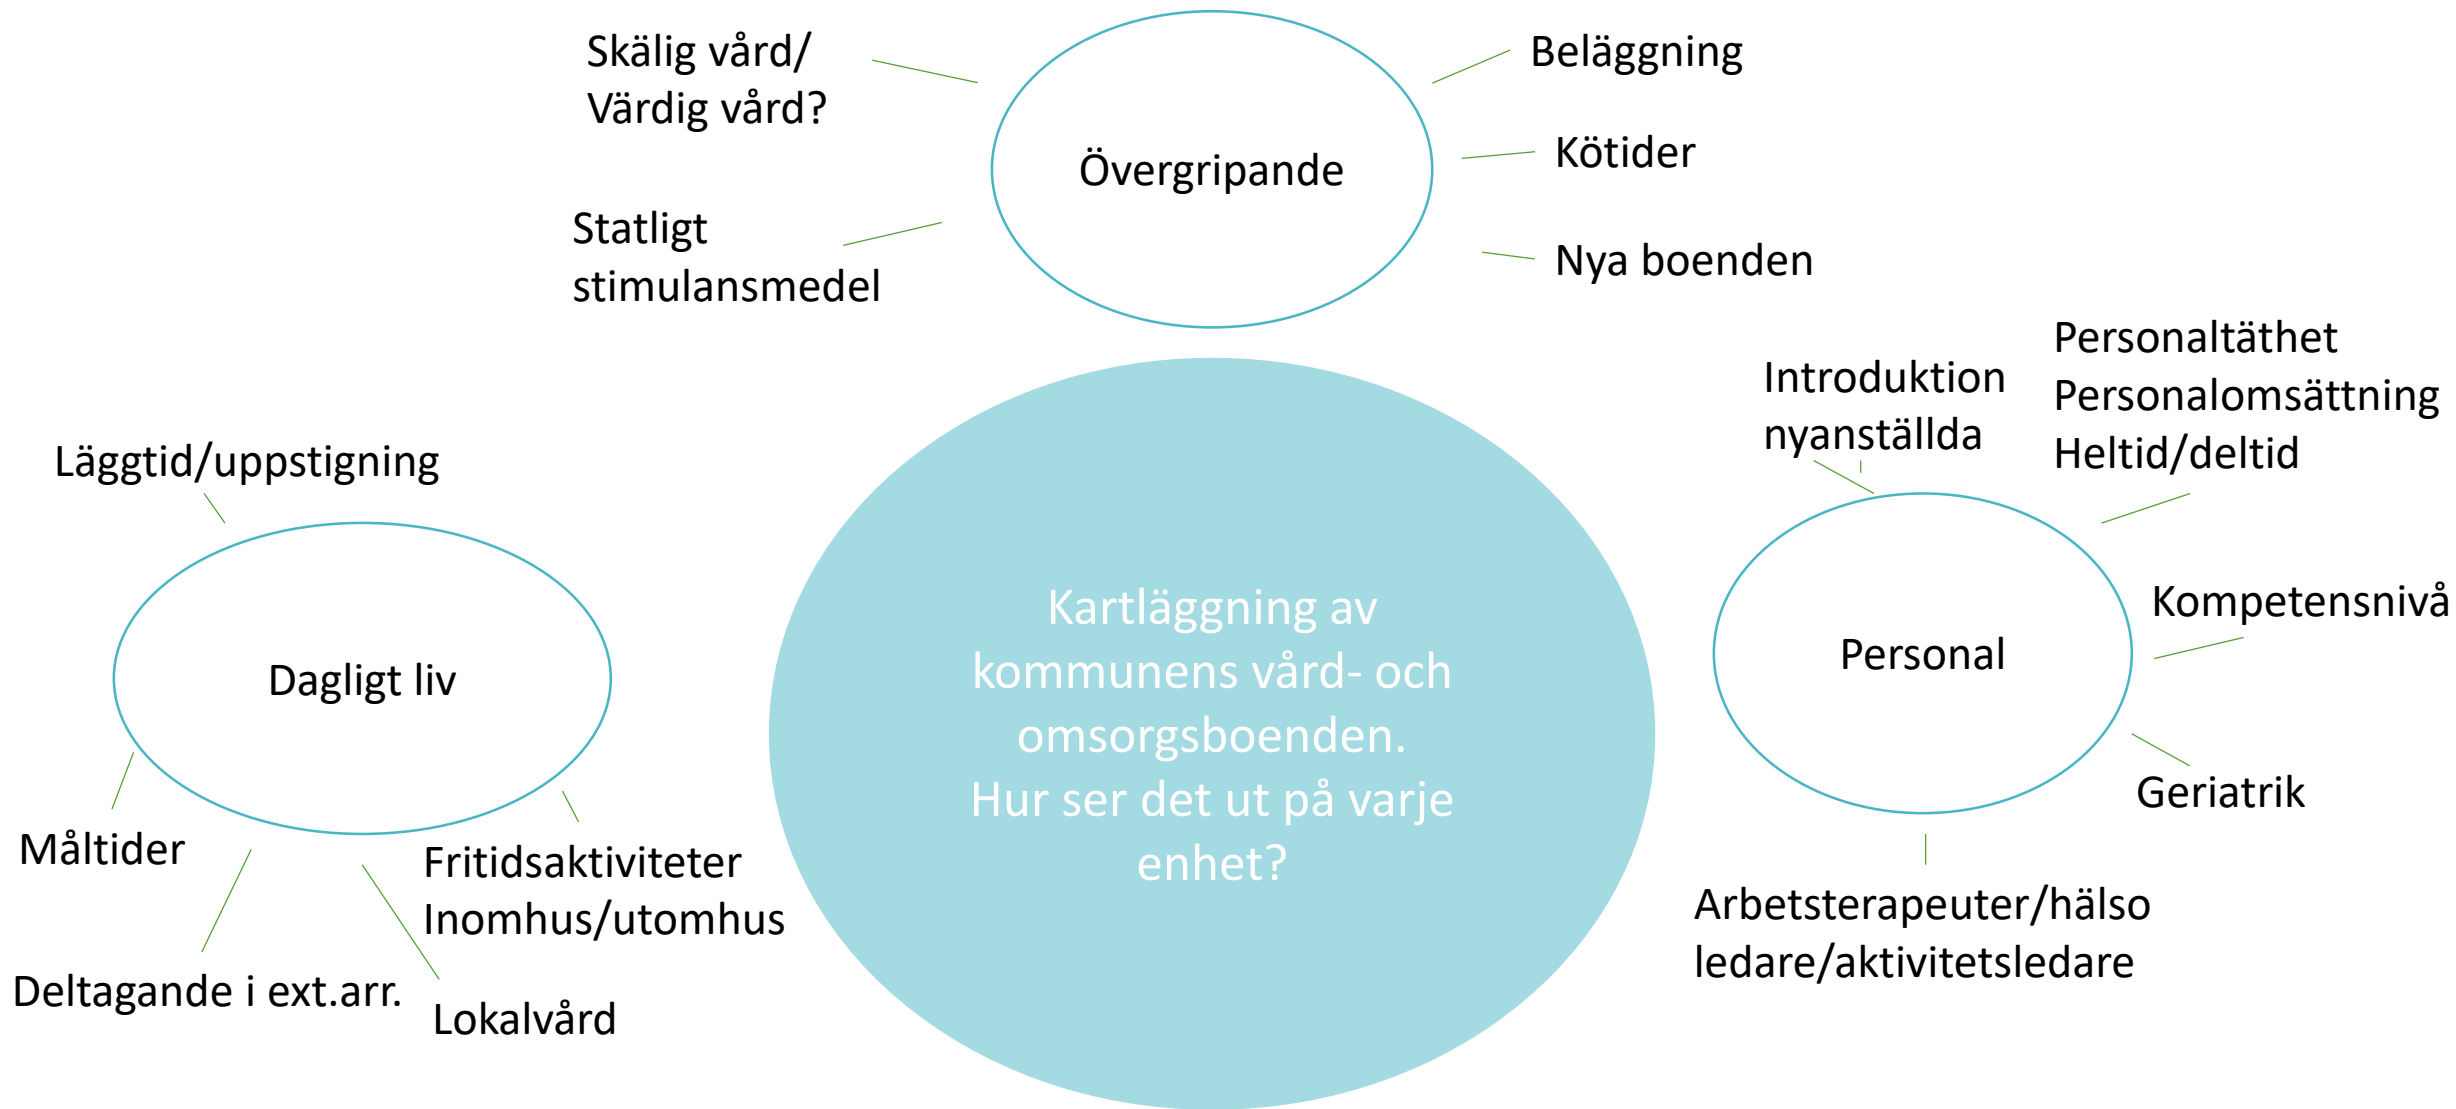 Skälig vård/
Värdig vård?
Statligt
stimulansmedel
Övergripande
Beläggning
Kötider
Nya boenden
Läggtid/uppstigning
Dagligt liv
Måltider
Deltagande i ext.arr.
Fritidsaktiviteter
Inomhus/utomhus
Lokalvård
Kartläggning av
kommunens vård- och
omsorgsboenden.
Hur ser det ut på varje
enhet?
Introduktion
nyanställda
Personaltäthet
Personalomsättning
Heltid/deltid
Personal
Kompetensnivå
Geriatrik
Arbetsterapeuter/hälso
ledare/aktivitetsledare